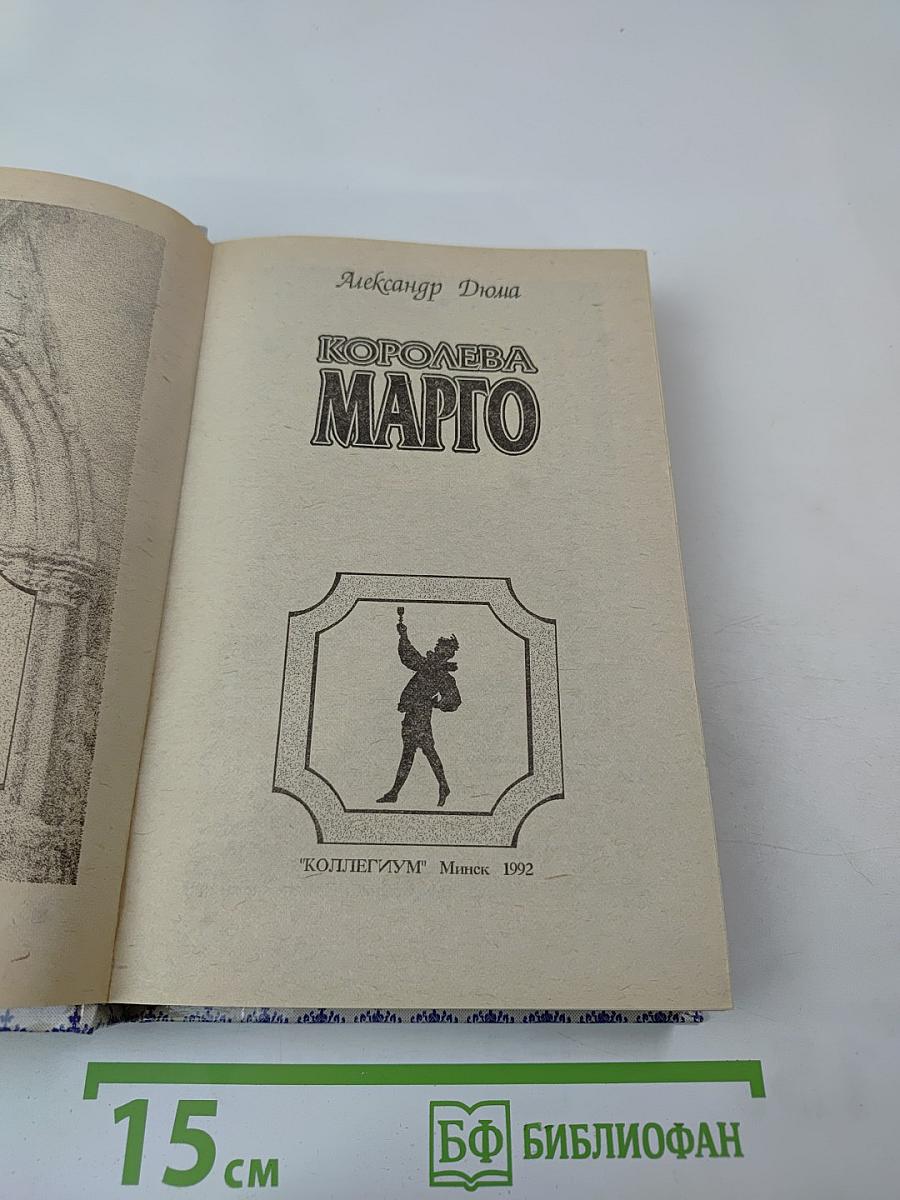 Александр Дюма
КОРОЛЕВА
МАРГО
"КОЛЛЕГИУМ" Минск 1992
15 см
БФ БИБЛИОФАН